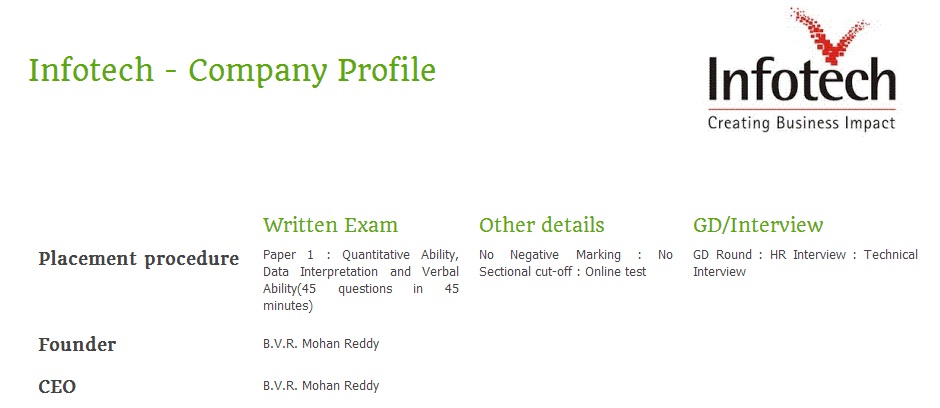 Infotech - Company Profile
Infotech
Creating Business Impact
Written Exam
Other details
GD/Interview
Placement procedure
Paper 1 : Quantitative Ability,
Data Interpretation and Verbal
Ability(45 questions in 45
minutes)
No Negative Marking : No
Sectional cut-off : Online test
GD Round : HR Interview : Technical
Interview
Founder
B.V.R. Mohan Reddy
CEO
B.V.R. Mohan Reddy